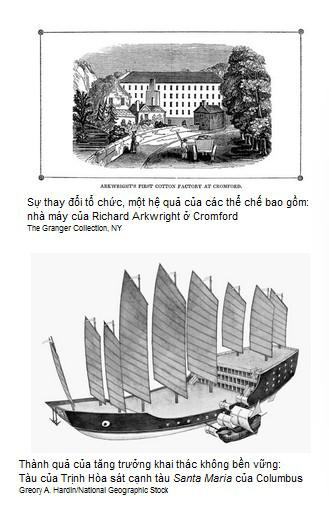 ARKWRIGHT'S FIRST COTTON FACTORY AT CROMFORD.
Sự thay đổi tổ chức, một hệ quả của các thể chế bao gồm:
nhà máy của Richard Arkwright ở Cromford
The Granger Collection, NY
Thành quả của tăng trưởng khai thác không bền vững:
Tàu của Trịnh Hòa sát cạnh tàu Santa Maria của Columbus
Greory A. Hardin/National Geographic Stock